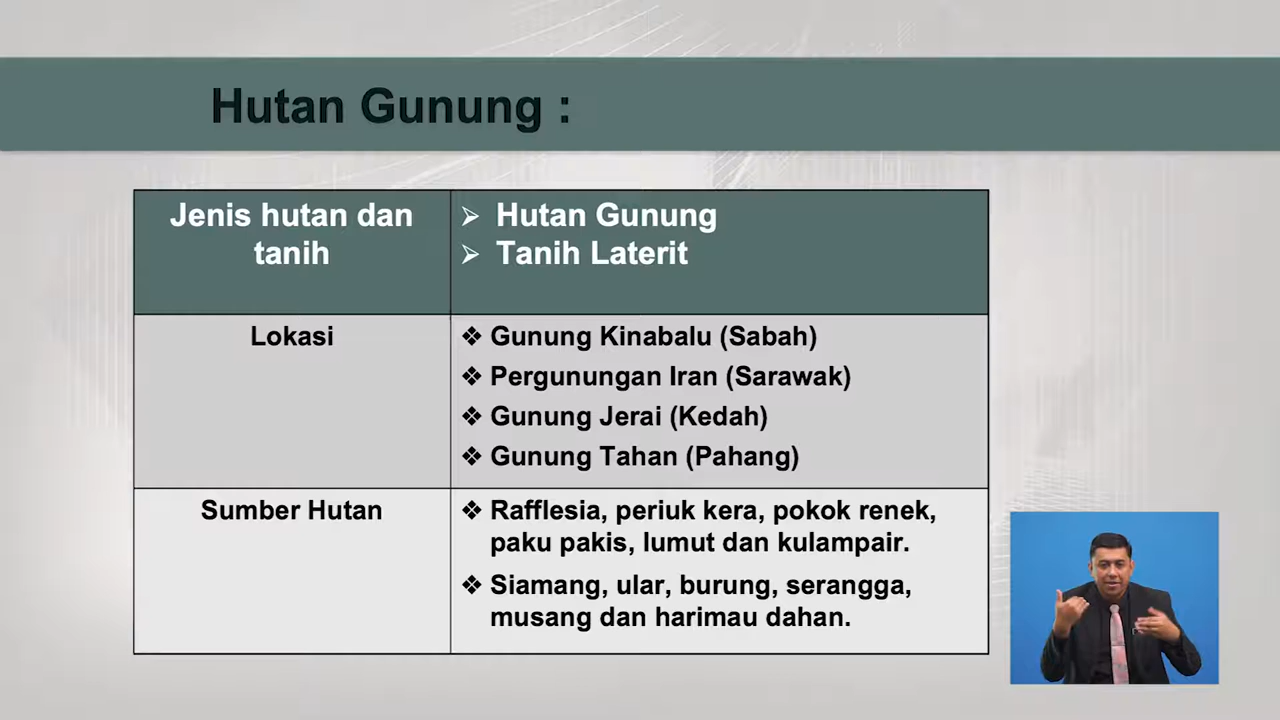 Hutan Gunung :
Jenis hutan dan
tanih
➢ Hutan Gunung
➢ Tanih Laterit
Lokasi
❖ Gunung Kinabalu (Sabah)
❖ Pergunungan Iran (Sarawak)
❖ Gunung Jerai (Kedah)
❖ Gunung Tahan (Pahang)
Sumber Hutan
❖ Rafflesia, periuk kera, pokok renek,
paku pakis, lumut dan kulampair.
❖ Siamang, ular, burung, serangga,
musang dan harimau dahan.